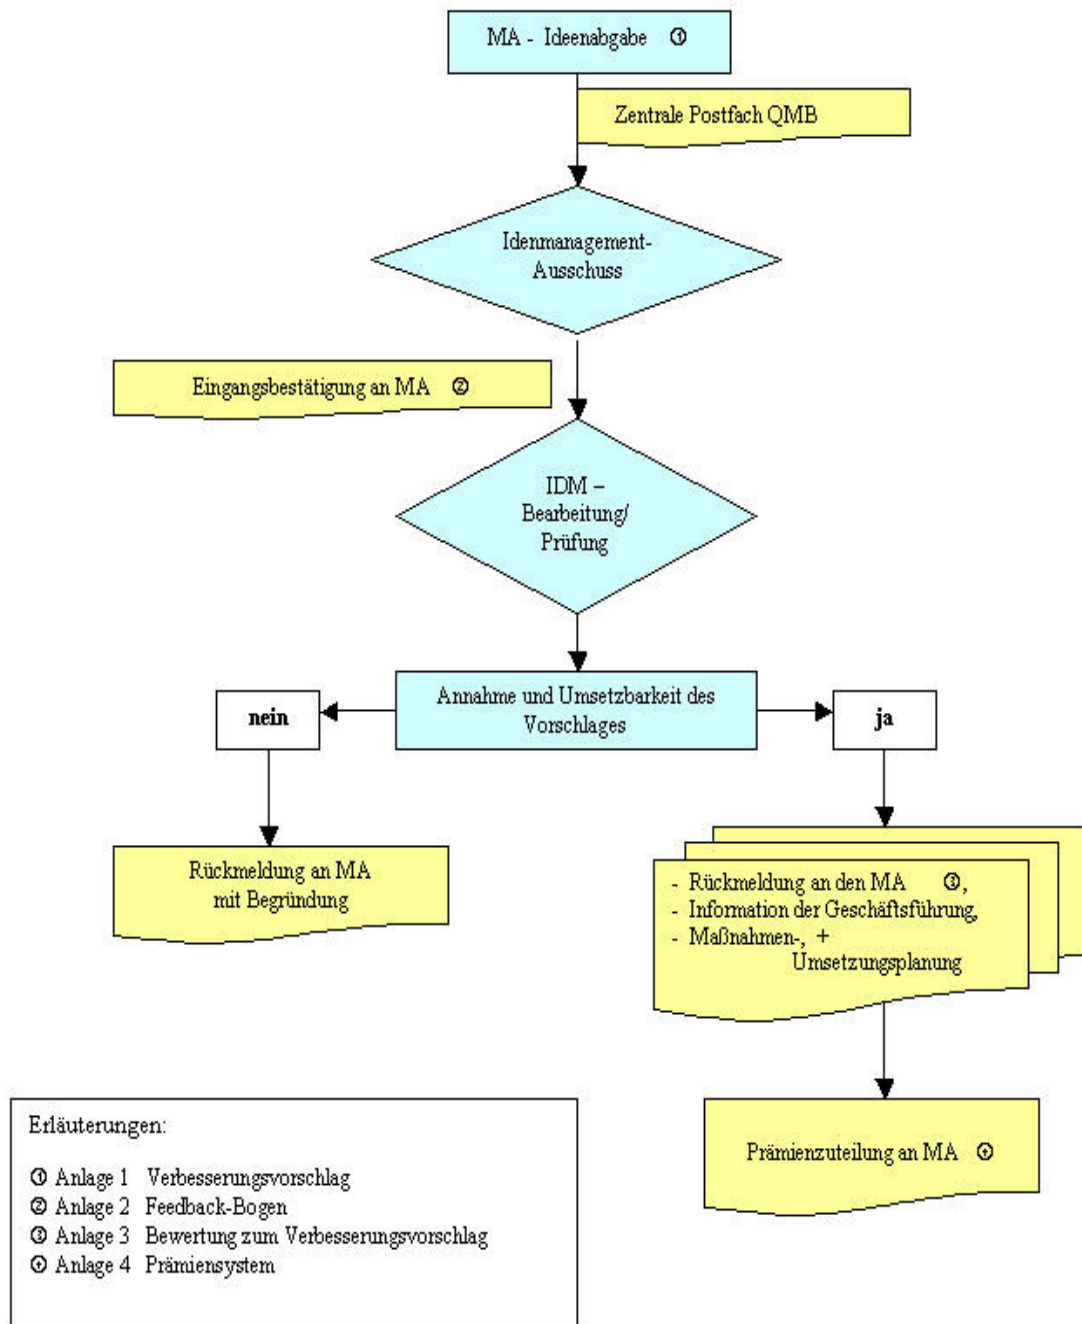 MA - Ideenabgabe ①
Zentrale Postfach QMB
Idenmanagement-
Ausschuss
Eingangsbestätigung an MA ②
IDM –
Bearbeitung/
Prüfung
Annahme und Umsetzbarkeit des
Vorschlages
nein
ja
Rückmeldung an MA
mit Begründung
- Rückmeldung an den MA ③,
- Information der Geschäftsführung,
- Maßnahmen-, +
Umsetzungsplanung
Prämienzuteilung an MA ④
Erläuterungen:
① Anlage 1 Verbesserungsvorschlag
② Anlage 2 Feedback-Bogen
③ Anlage 3 Bewertung zum Verbesserungsvorschlag
④ Anlage 4 Prämiensystem